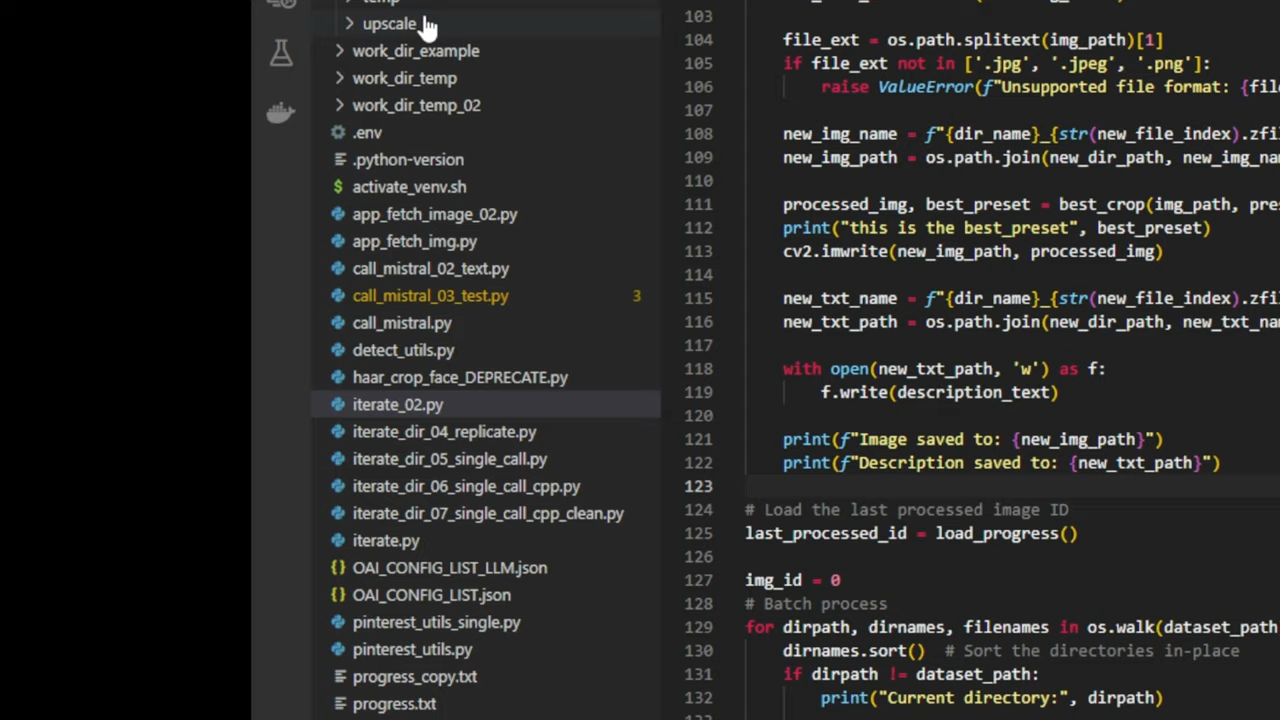 temp
upscale
work_dir_example
work_dir_temp
work_dir_temp_02
.env
.python-version
activate_venv.sh
app_fetch_image_02.py
app_fetch_img.py
call_mistral_02_text.py
call_mistral_03_test.py 3
call_mistral.py
detect_utils.py
haar_crop_face_DEPRECATE.py
iterate_02.py
iterate_dir_04_replicate.py
iterate_dir_05_single_call.py
iterate_dir_06_single_call_cpp.py
iterate_dir_07_single_call_cpp_clean.py
iterate.py
OAI_CONFIG_LIST_LLM.json
OAI_CONFIG_LIST.json
pinterest_utils_single.py
pinterest_utils.py
progress_copy.txt
progress.txt
103
104 file_ext = os.path.splitext(img_path)[1]
105 if file_ext not in ['.jpg', '.jpeg', '.png']:
106 raise ValueError(f"Unsupported file format: {file
107
108 new_img_name = f"{dir_name}_{str(new_file_index).zfi
109 new_img_path = os.path.join(new_dir_path, new_img_na
110
111 processed_img, best_preset = best_crop(img_path, pre
112 print("this is the best_preset", best_preset)
113 cv2.imwrite(new_img_path, processed_img)
114
115 new_txt_name = f"{dir_name}_{str(new_file_index).zfi
116 new_txt_path = os.path.join(new_dir_path, new_txt_na
117
118 with open(new_txt_path, 'w') as f:
119 f.write(description_text)
120
121 print(f"Image saved to: {new_img_path}")
122 print(f"Description saved to: {new_txt_path}")
123
124 # Load the last processed image ID
125 last_processed_id = load_progress()
126
127 img_id = 0
128 # Batch process
129 for dirpath, dirnames, filenames in os.walk(dataset_path
130 dirnames.sort() # Sort the directories in-place
131 if dirpath != dataset_path:
132 print("Current directory:", dirpath)